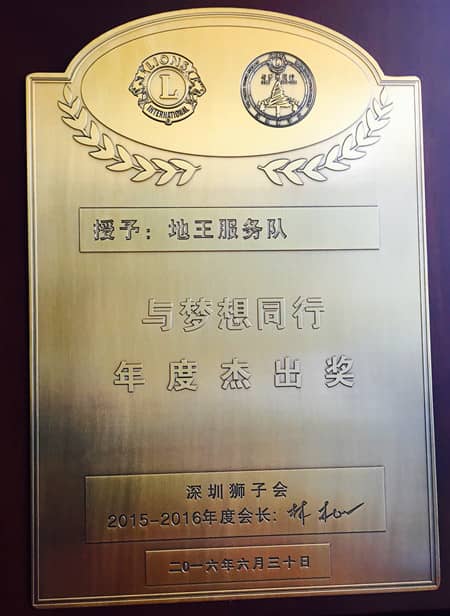 LIONS
L
INTERNATIONAL
授予：地王服务队
与梦想同行
年度杰出奖
深圳狮子会
2015-2016年度会长：
二0一六年六月三十日